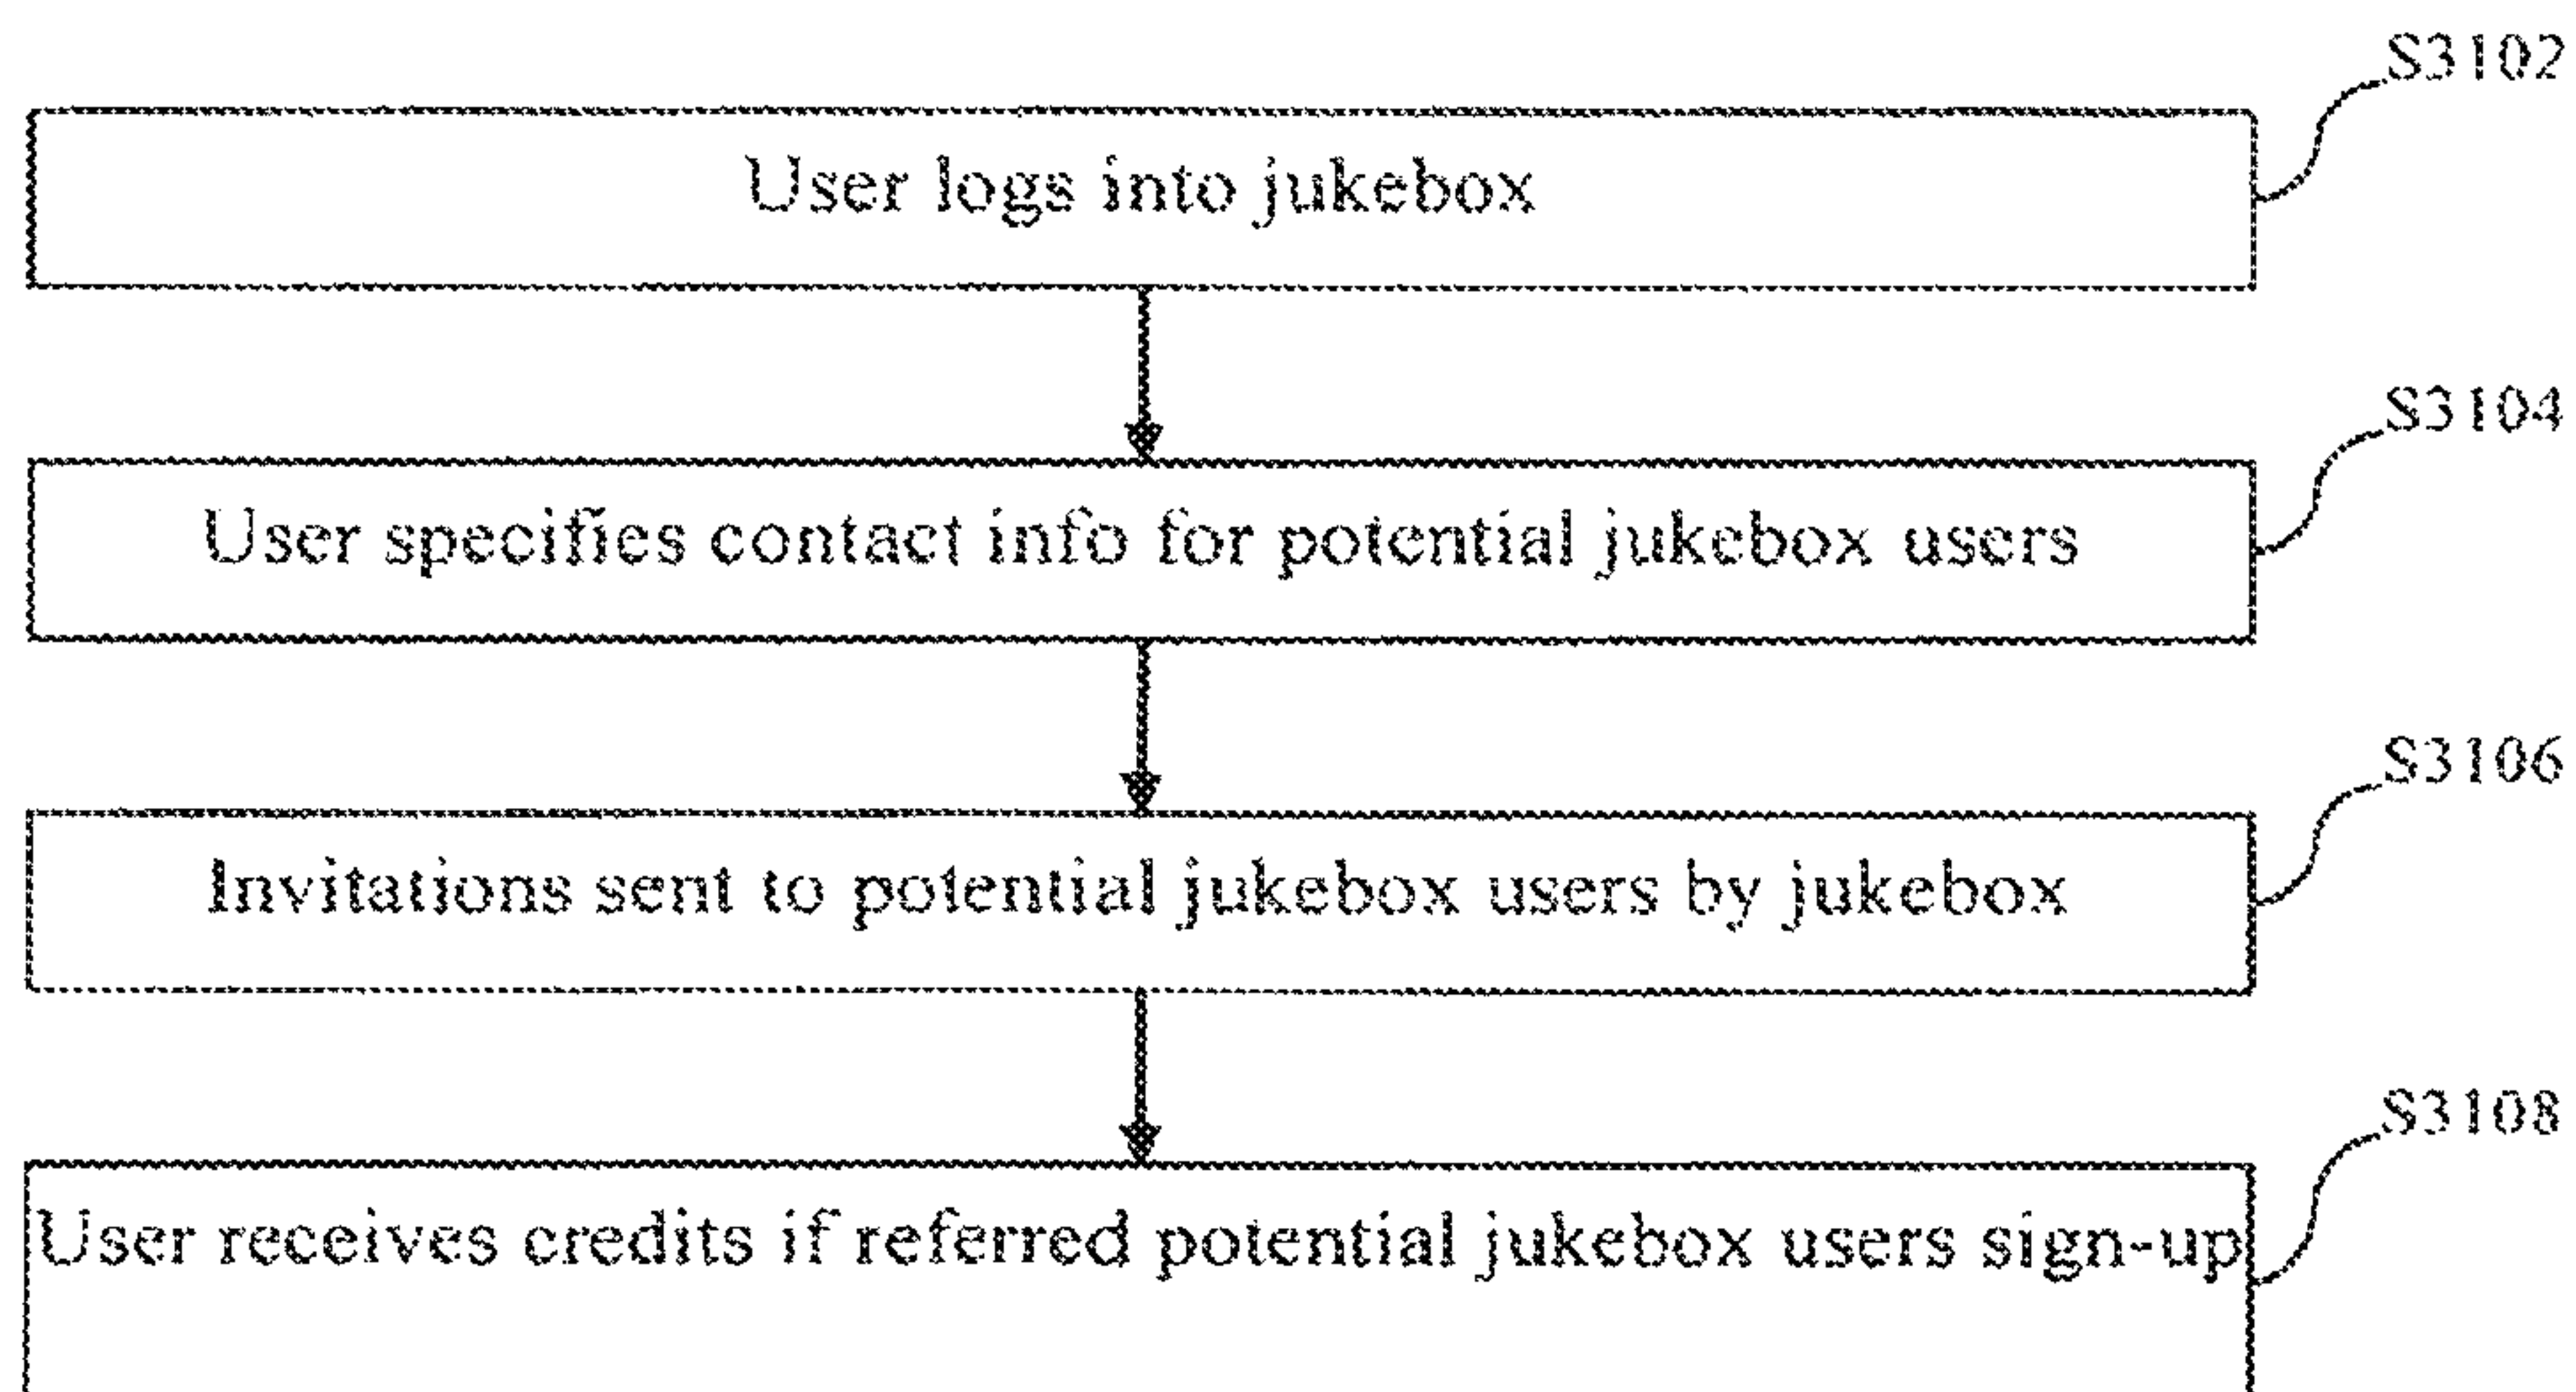 S3102
User logs into jukebox
S3104
User specifies contact info for potential jukebox users
S3106
Invitations sent to potential jukebox users by jukebox
S3108
User receives credits if referred potential jukebox users sign-up